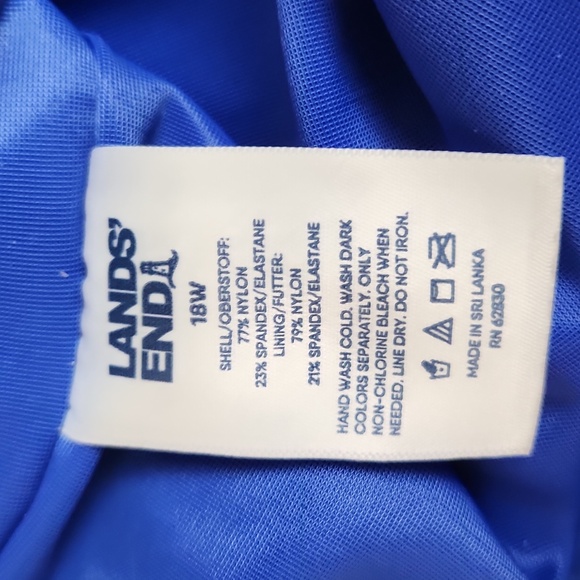 LANDS'
END
18W
SHELL/OBERSTOFF:
77% NYLON
23% SPANDEX/ELASTANE
LINING/FUTTER:
79% NYLON
21% SPANDEX/ELASTANE
HAND WASH COLD. WASH DARK
COLORS SEPARATELY. ONLY
NON-CHLORINE BLEACH WHEN
NEEDED. LINE DRY. DO NOT IRON.
MADE IN SRI LANKA
RN 62830